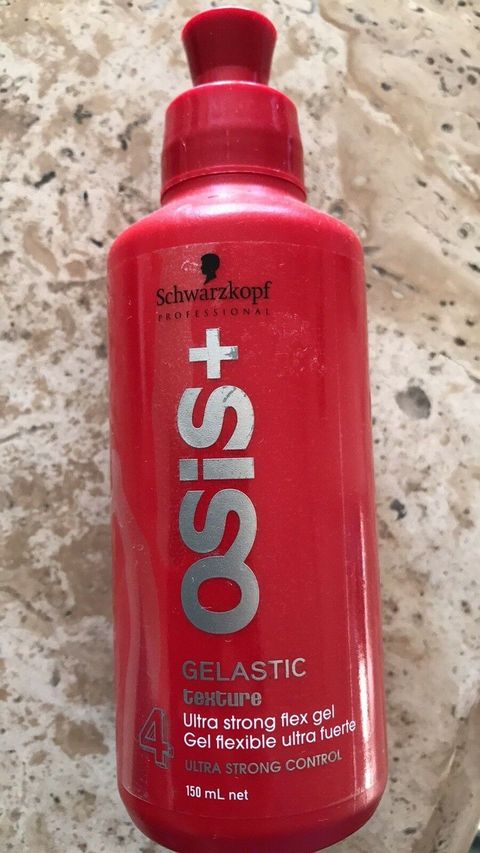 Schwarzkopf
PROFESSIONAL
OSiS+
GELASTIC
texture
Ultra strong flex gel
Gel flexible ultra fuerte
4
ULTRA STRONG CONTROL
150 mL net